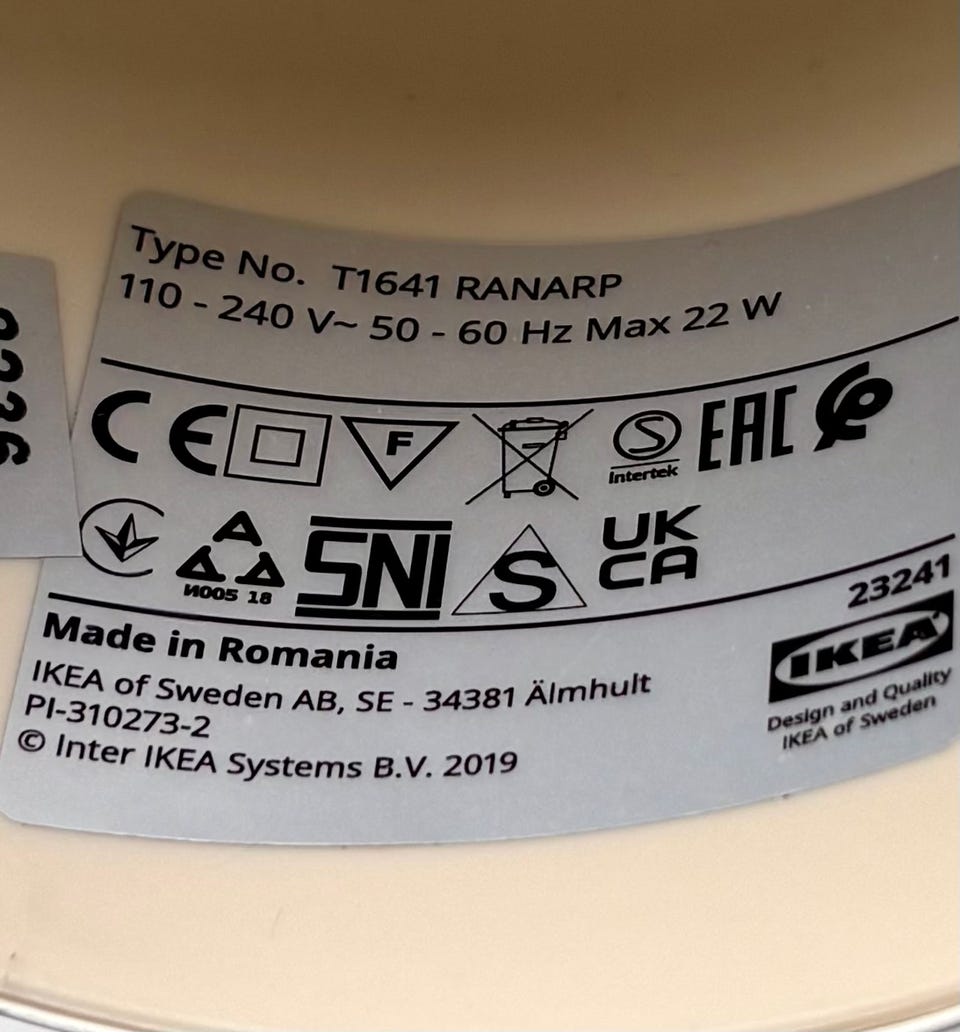 Type No. T1641 RANARP
110 - 240 V~ 50 - 60 Hz Max 22 W
CE F S Intertek EAC
A И005 18 SNI S UK CA
23241
Made in Romania
IKEA of Sweden AB, SE - 34381 Älmhult
PI-310273-2
© Inter IKEA Systems B.V. 2019
IKEA
Design and Quality
IKEA of Sweden